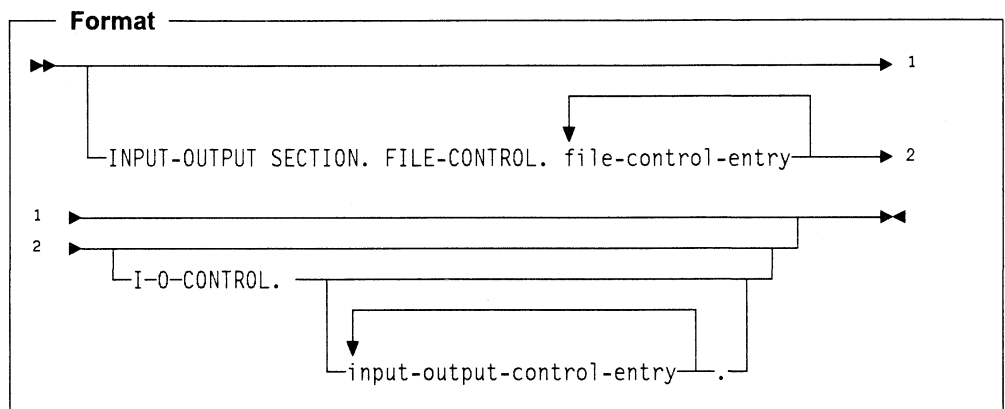 Format
1
INPUT-OUTPUT SECTION. FILE-CONTROL. file-control-entry 2
1
2
I-O-CONTROL.
input-output-control-entry .